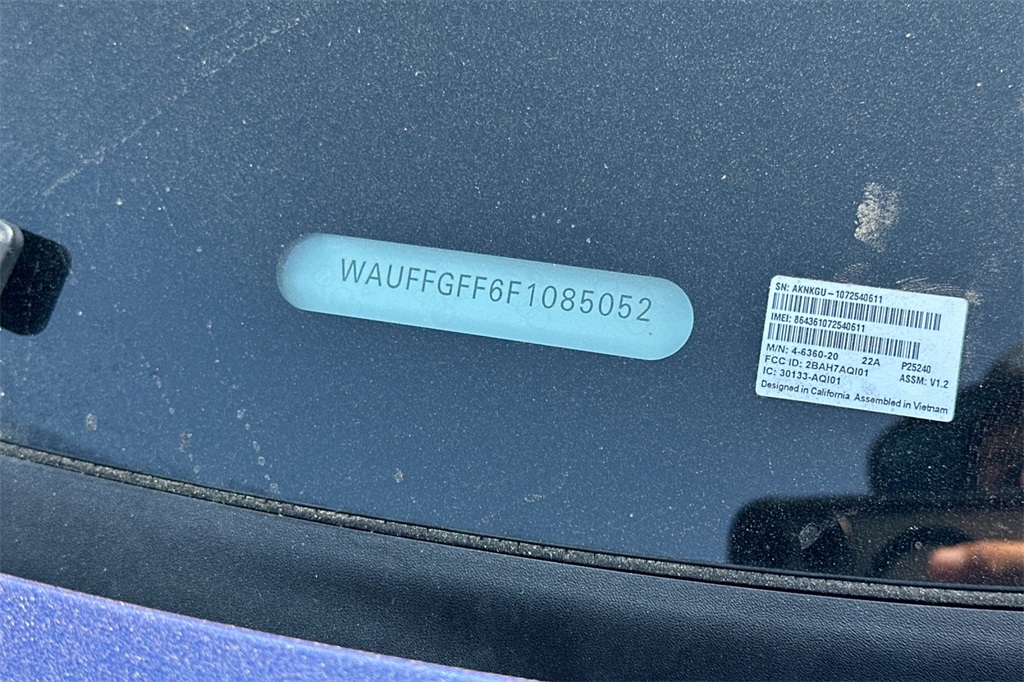 WAUFFGFF6F1085052
SN: AKHKGU-1072540611
IMEI: 864361072540611
M/N: 4-6360-20 22A P25240
FCC ID: 2BAH7AQI01 ASSM: V1.2
IC: 30133-AQI01
Designed in California Assembled in Vietnam